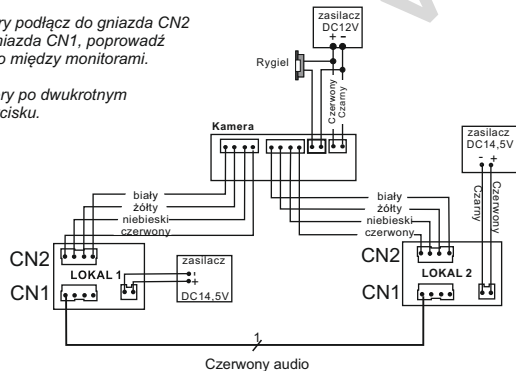 ry podłącz do gniazda CN2
niazda CN1, poprowadź
o między monitorami.
ery po dwukrotnym
cisku.
zasilacz
DC12V
+ -
Rygiel
Czerwony
Czarny
Kamera
zasilacz
DC14,5V
- +
Czarny
Czerwony
biały
żółty
niebieski
czerwony
biały
żółty
niebieski
czerwony
CN2
LOKAL 1
CN1
zasilacz
-
+
DC14,5V
CN2
LOKAL 2
CN1
1
Czerwony audio